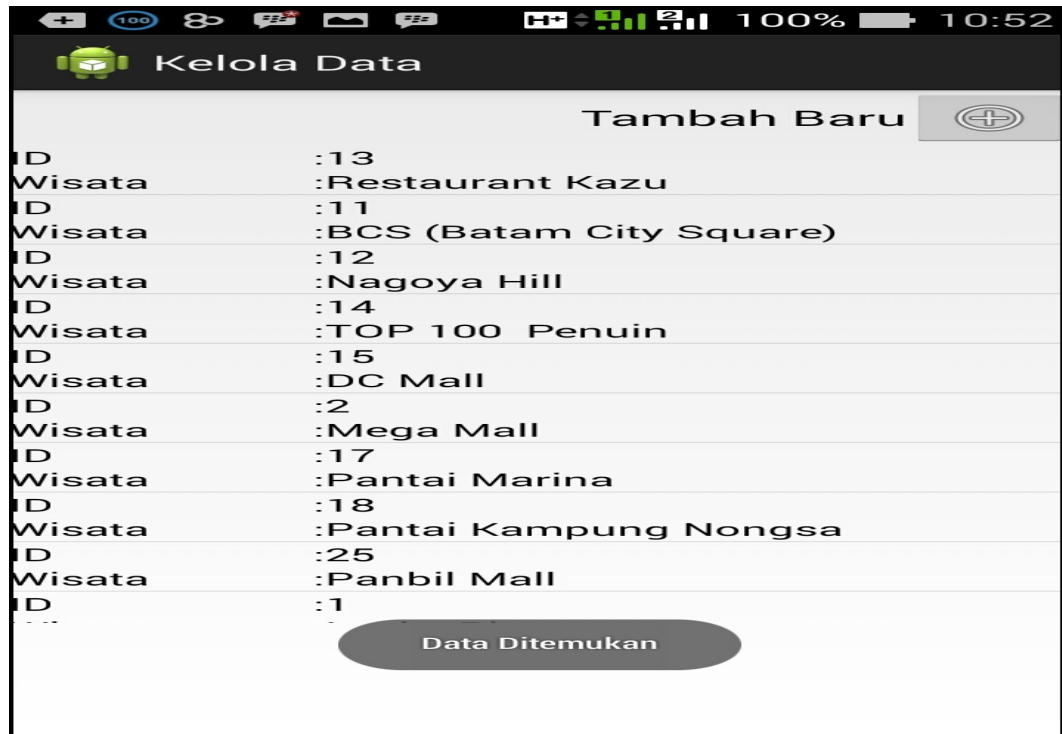 100 H+ 1 2 100% 10:52
Kelola Data
Tambah Baru
ID :13
Wisata :Restaurant Kazu
ID :11
Wisata :BCS (Batam City Square)
ID :12
Wisata :Nagoya Hill
ID :14
Wisata :TOP 100 Penuin
ID :15
Wisata :DC Mall
ID :2
Wisata :Mega Mall
ID :17
Wisata :Pantai Marina
ID :18
Wisata :Pantai Kampung Nongsa
ID :25
Wisata :Panbil Mall
ID :1
Data Ditemukan